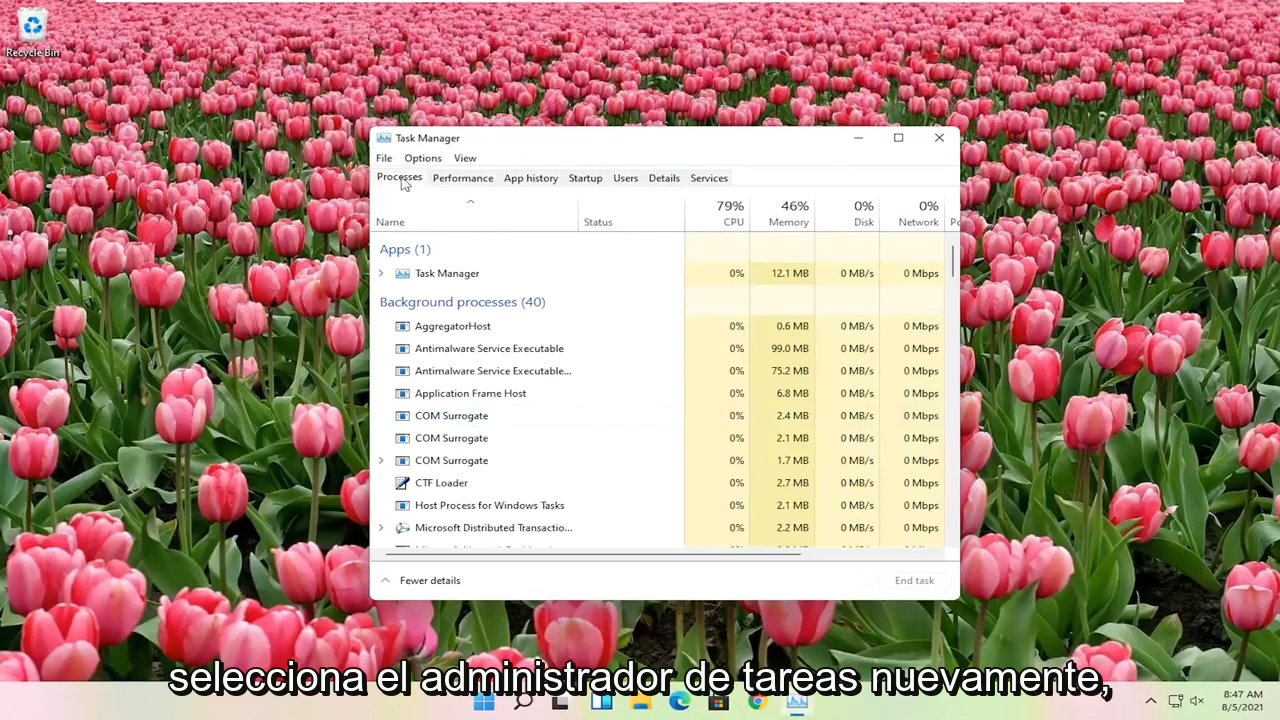 Recycle Bin
Task Manager
File Options View
Processes Performance App history Startup Users Details Services
79% 46% 0% 0%
Name Status CPU Memory Disk Network
Apps (1)
Task Manager 0% 12.1 MB 0 MB/s 0 Mbps
Background processes (40)
AggregatorHost 0% 0.6 MB 0 MB/s 0 Mbps
Antimalware Service Executable 0% 99.0 MB 0 MB/s 0 Mbps
Antimalware Service Executable... 0% 75.2 MB 0 MB/s 0 Mbps
Application Frame Host 0% 6.8 MB 0 MB/s 0 Mbps
COM Surrogate 0% 2.4 MB 0 MB/s 0 Mbps
COM Surrogate 0% 2.1 MB 0 MB/s 0 Mbps
COM Surrogate 0% 1.7 MB 0 MB/s 0 Mbps
CTF Loader 0% 2.7 MB 0 MB/s 0 Mbps
Host Process for Windows Tasks 0% 2.1 MB 0 MB/s 0 Mbps
Microsoft Distributed Transactio... 0% 2.2 MB 0 MB/s 0 Mbps
Fewer details End task
selecciona el administrador de tareas nuevamente,
8:47 AM
8/5/2021